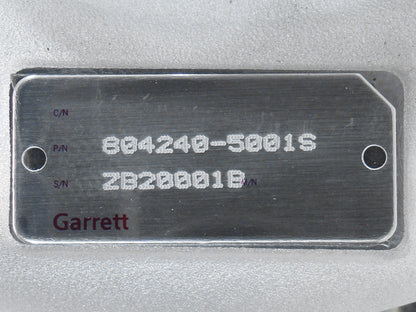 C/N
P/N 804240-5001S
S/N ZB20001B M/N
Garrett